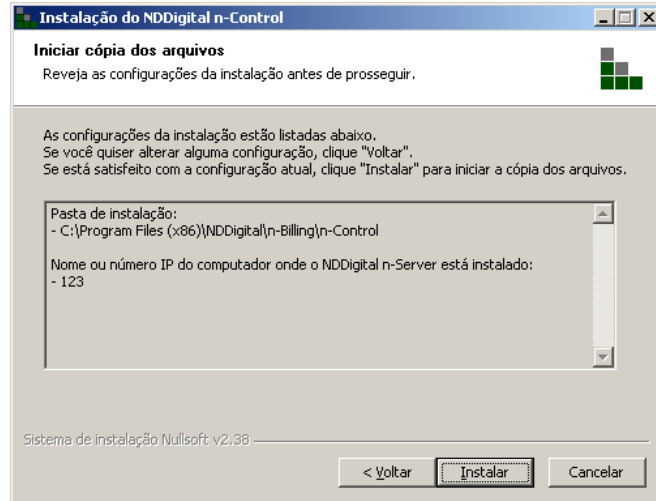 Instalação do NDDigital n-Control
Iniciar cópia dos arquivos
Reveja as configurações da instalação antes de prosseguir.
As configurações da instalação estão listadas abaixo.
Se você quiser alterar alguma configuração, clique "Voltar".
Se está satisfeito com a configuração atual, clique "Instalar" para iniciar a cópia dos arquivos.
Pasta de instalação:
- C:\Program Files (x86)\NDDigital\n-Billing\n-Control
Nome ou número IP do computador onde o NDDigital n-Server está instalado:
- 123
Sistema de instalação Nullsoft v2.38
< Voltar Instalar Cancelar